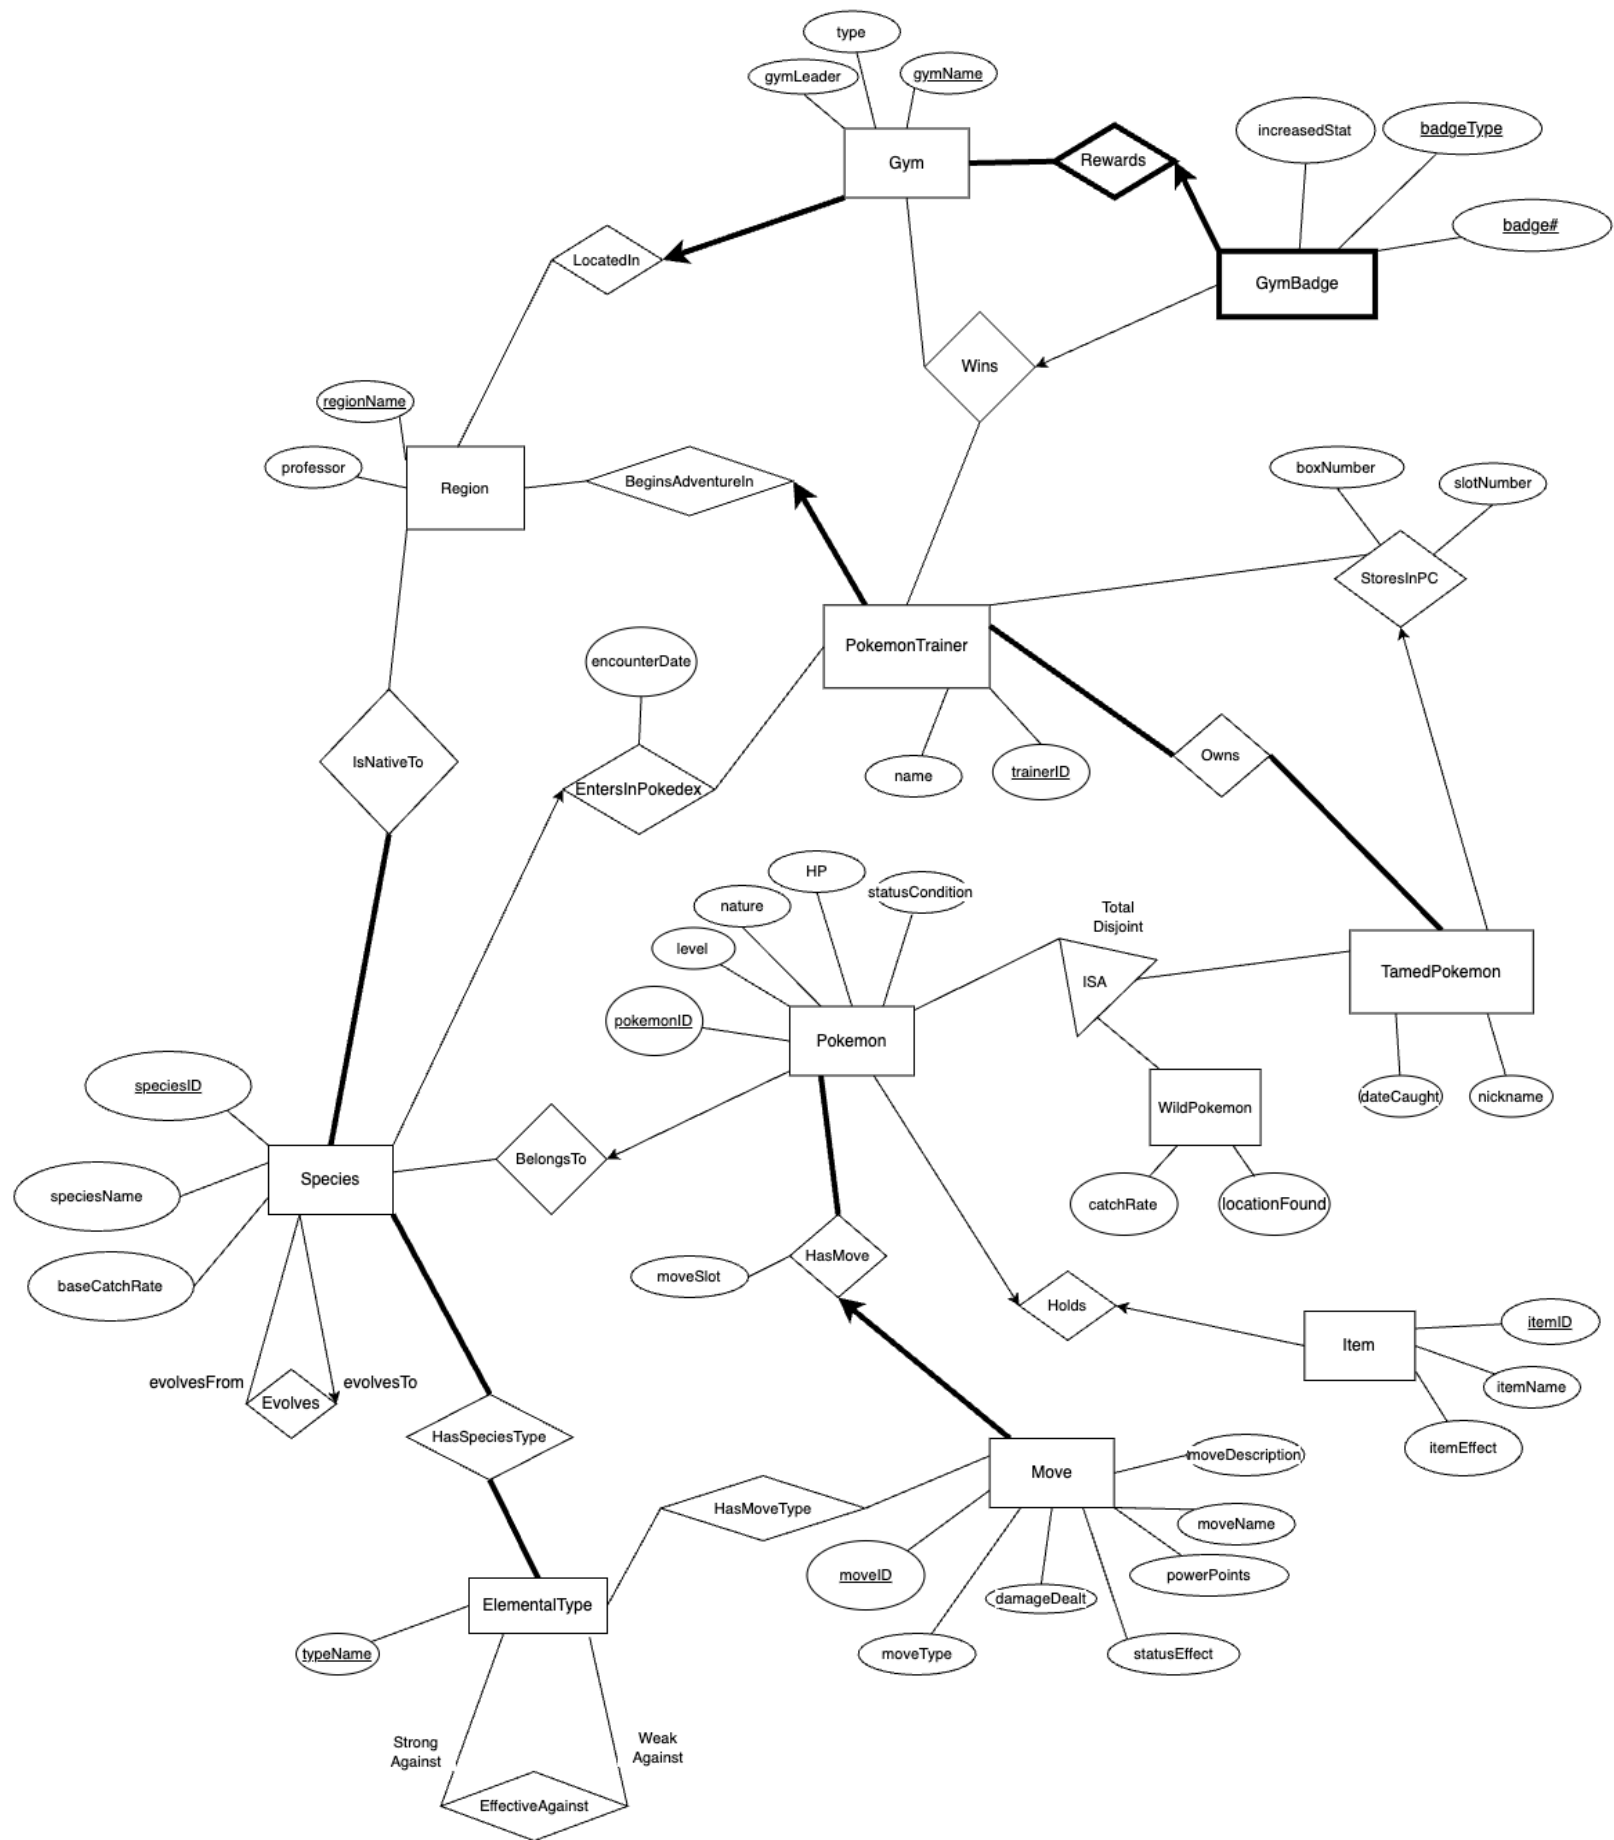 type
gymLeader
gymName
increasedStat
badgeType
Gym
Rewards
badge#
LocatedIn
GymBadge
Wins
regionName
professor
Region
BeginsAdventureIn
boxNumber
slotNumber
StoresInPC
PokemonTrainer
encounterDate
IsNativeTo
EntersInPokedex
name
trainerID
Owns
HP
statusCondition
nature
level
Total
Disjoint
ISA
TamedPokemon
pokemonID
Pokemon
speciesID
WildPokemon
dateCaught
nickname
BelongsTo
Species
speciesName
catchRate
locationFound
baseCatchRate
moveSlot
HasMove
Holds
Item
itemID
itemName
itemEffect
evolvesFrom
evolvesTo
Evolves
HasSpeciesType
HasMoveType
Move
moveDescription
moveName
powerPoints
moveID
damageDealt
moveType
statusEffect
ElementalType
typeName
Strong
Against
Weak
Against
EffectiveAgainst